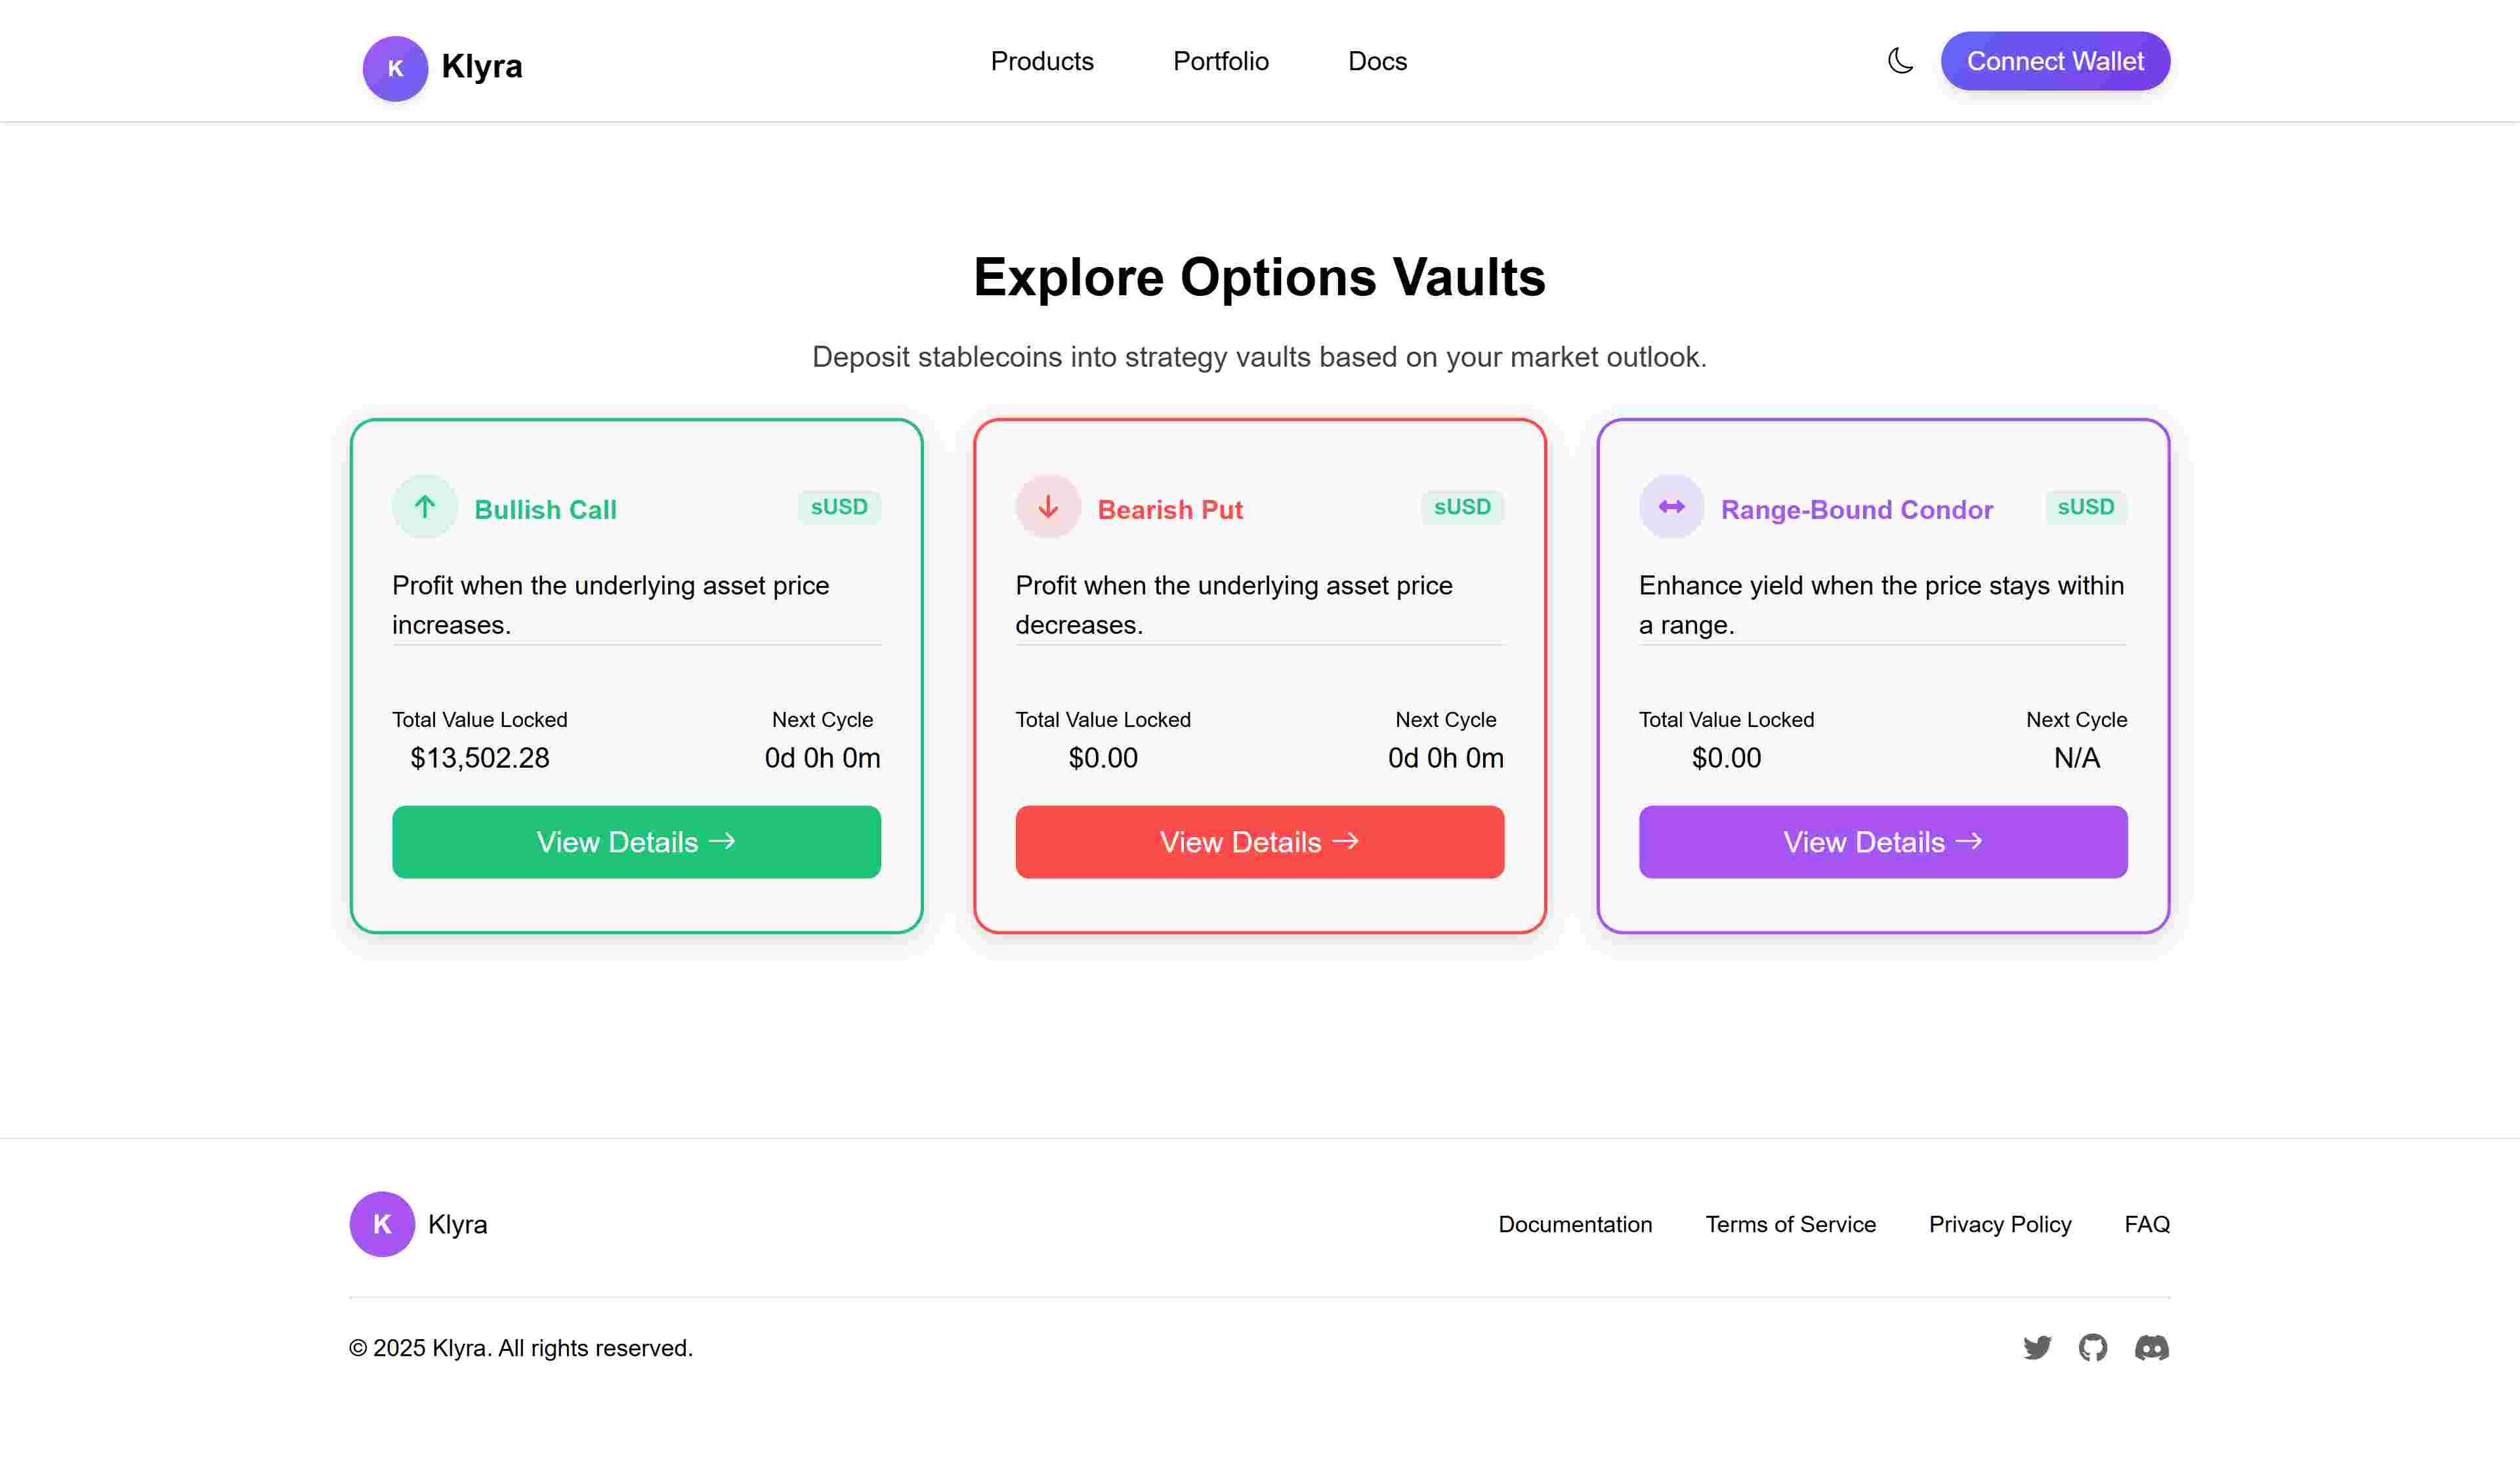 K Klyra
Products Portfolio Docs
Connect Wallet
Explore Options Vaults
Deposit stablecoins into strategy vaults based on your market outlook.
Bullish Call sUSD
Profit when the underlying asset price
increases.
Total Value Locked Next Cycle
$13,502.28 0d 0h 0m
View Details →
Bearish Put sUSD
Profit when the underlying asset price
decreases.
Total Value Locked Next Cycle
$0.00 0d 0h 0m
View Details →
Range-Bound Condor sUSD
Enhance yield when the price stays within
a range.
Total Value Locked Next Cycle
$0.00 N/A
View Details →
K Klyra
Documentation Terms of Service Privacy Policy FAQ
© 2025 Klyra. All rights reserved.